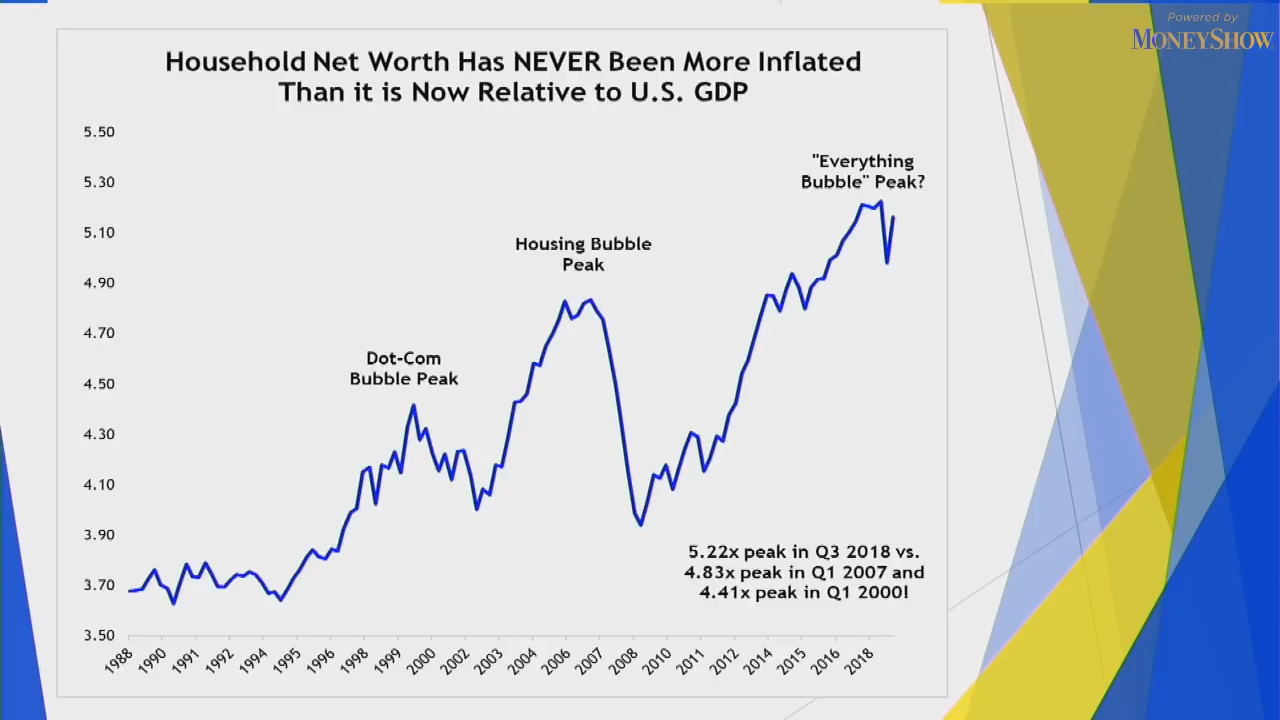 Powered by
MONEYSHOW
Household Net Worth Has NEVER Been More Inflated
Than it is Now Relative to U.S. GDP
5.50
5.30
5.10
4.90
4.70
4.50
4.30
4.10
3.90
3.70
3.50
"Everything
Bubble" Peak?
Housing Bubble
Peak
Dot-Com
Bubble Peak
5.22x peak in Q3 2018 vs.
4.83x peak in Q1 2007 and
4.41x peak in Q1 2000!
1988 1990 1991 1992 1994 1995 1996 1998 1999 2000 2002 2003 2004 2006 2007 2008 2010 2011 2012 2014 2015 2016 2018